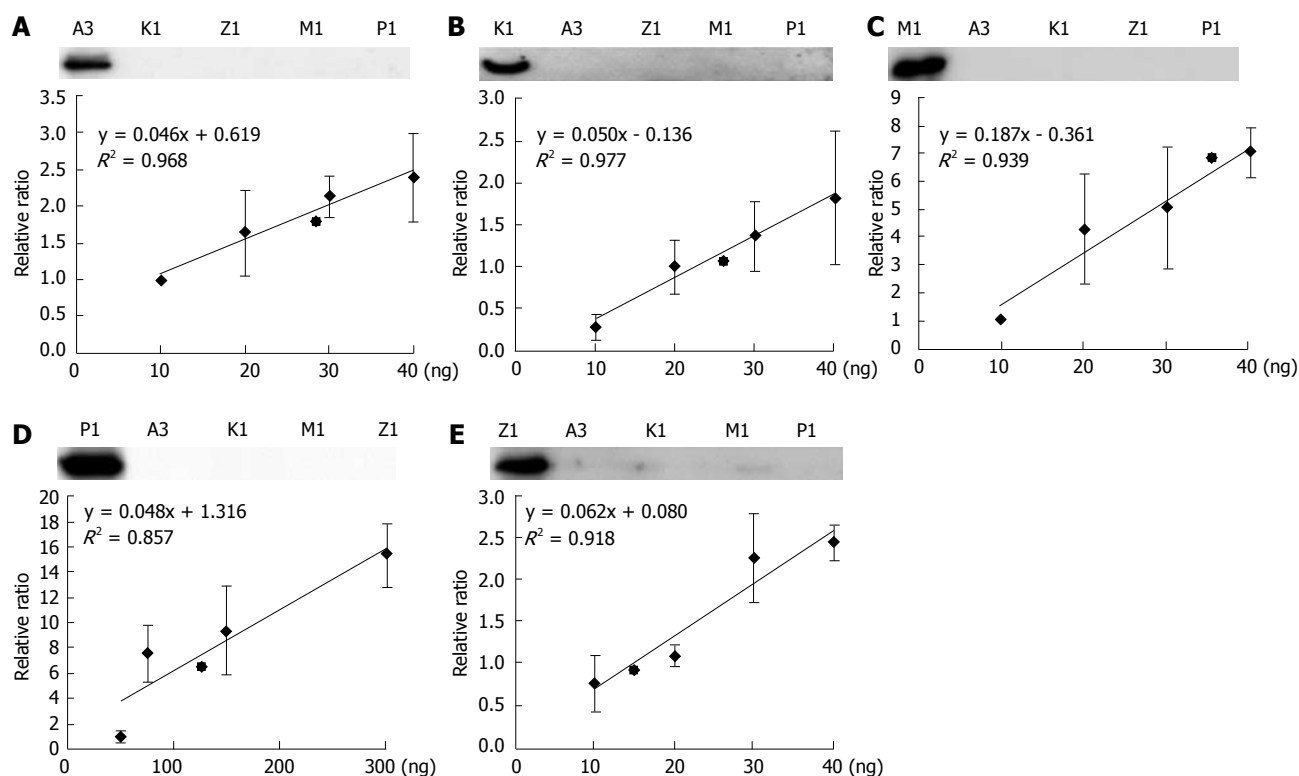 A
A3 K1 Z1 M1 P1
3.5
3.0
2.5
2.0
1.5
1.0
0.5
0.0
Relative ratio
y = 0.046x + 0.619
R² = 0.968
0 10 20 30 40 (ng)
B
K1 A3 Z1 M1 P1
3.0
2.5
2.0
1.5
1.0
0.5
0.0
Relative ratio
y = 0.050x - 0.136
R² = 0.977
0 10 20 30 40 (ng)
C
M1 A3 K1 Z1 P1
9
8
7
6
5
4
3
2
1
0
Relative ratio
y = 0.187x - 0.361
R² = 0.939
0 10 20 30 40 (ng)
D
P1 A3 K1 M1 Z1
20
18
16
14
12
10
8
6
4
2
0
Relative ratio
y = 0.048x + 1.316
R² = 0.857
0 100 200 300 (ng)
E
Z1 A3 K1 M1 P1
3.0
2.5
2.0
1.5
1.0
0.5
0.0
Relative ratio
y = 0.062x + 0.080
R² = 0.918
0 10 20 30 40 (ng)